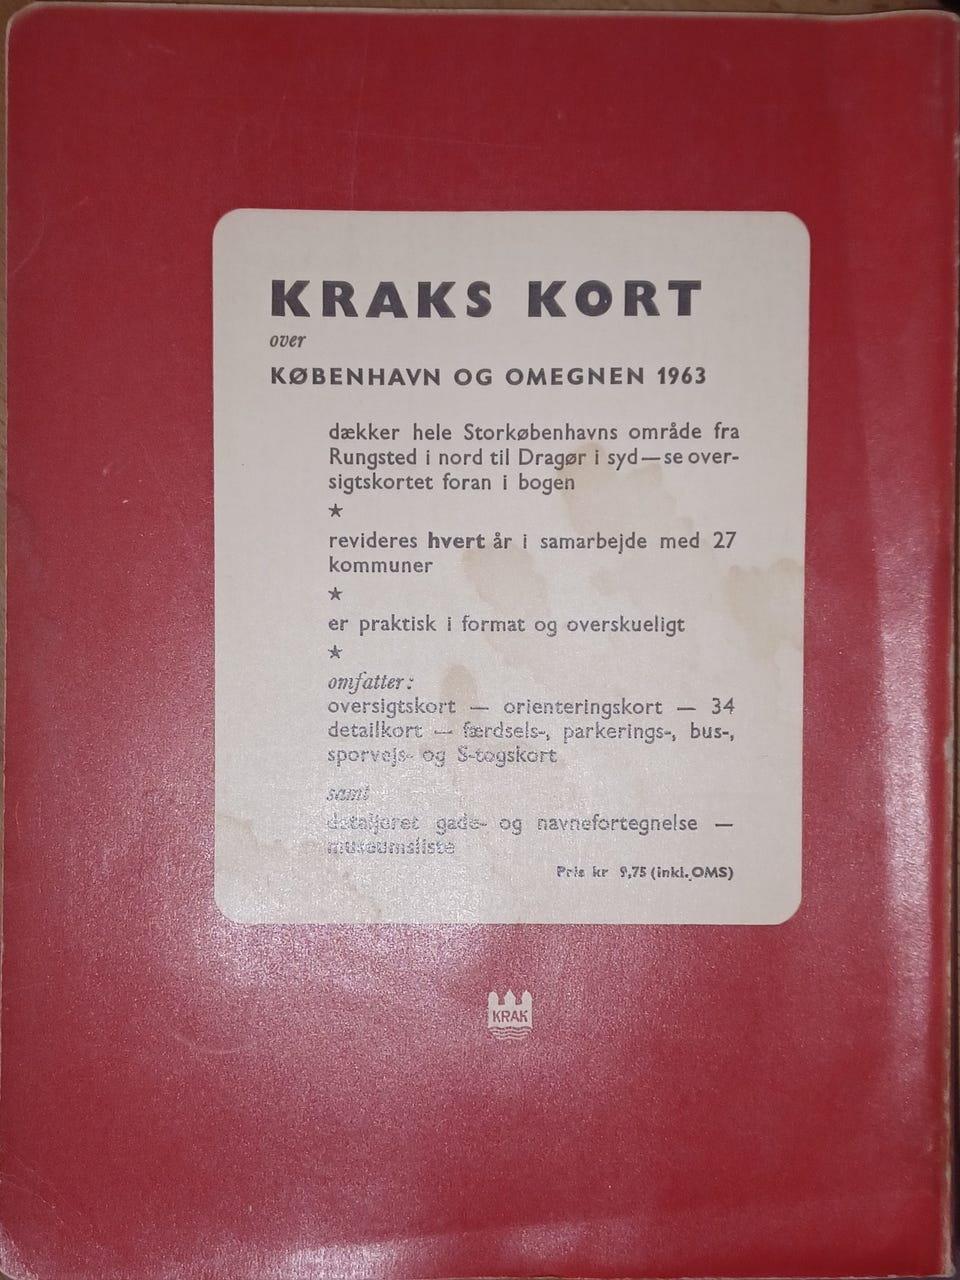 KRAKS KORT
over
KØBENHAVN OG OMEGNEN 1963
dækker hele Storkøbenhavns område fra
Rungsted i nord til Dragør i syd — se over-
sigtskortet foran i bogen
★
revideres hvert år i samarbejde med 27
kommuner
★
er praktisk i format og overskueligt
★
omfatter:
oversigtskort — orienteringskort — 34
detailkort — færdsels-, parkerings-, bus-,
sporvejs- og S-togskort
samt
detaljeret gade- og navnefortegnelse —
museumsliste
Pris kr 9,75 (inkl. OMS)
KRAK